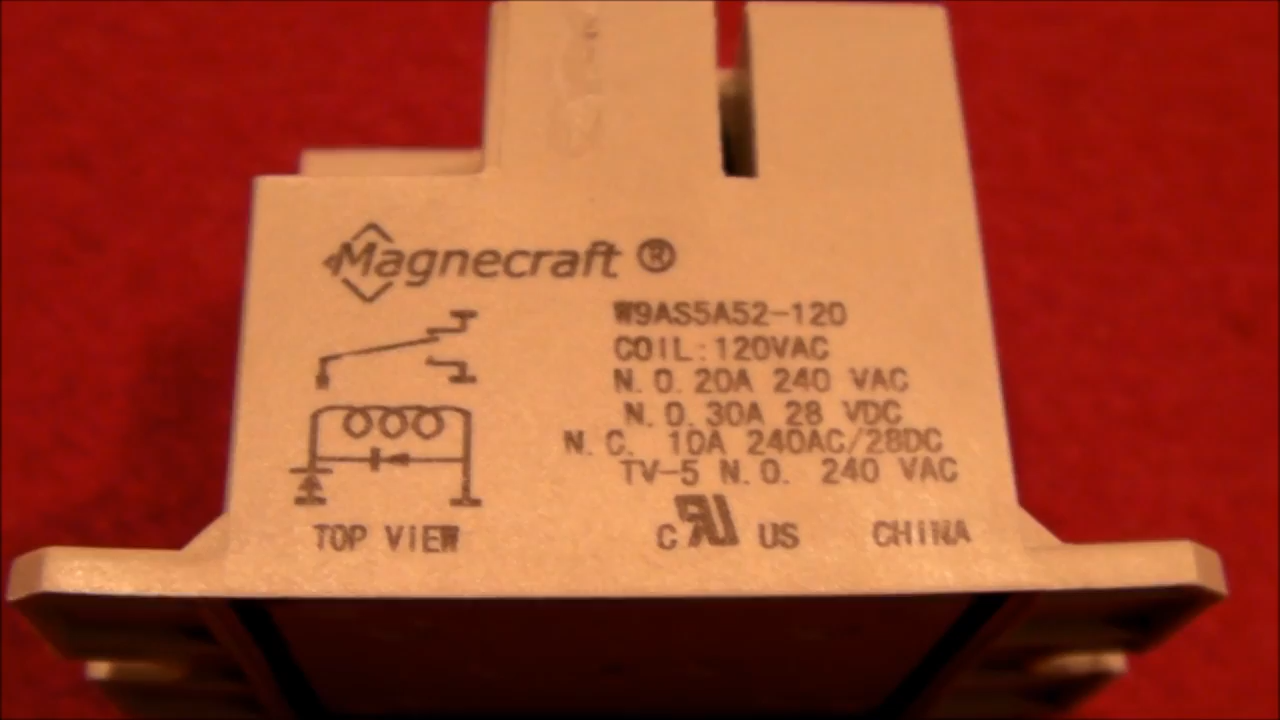 Magnecraft ®
W9AS5A52-120
COIL:120VAC
N.O.20A 240 VAC
N.O.30A 28 VDC
N.C. 10A 240AC/28DC
TV-5 N.O. 240 VAC
TOP VIEW
C RU US CHINA